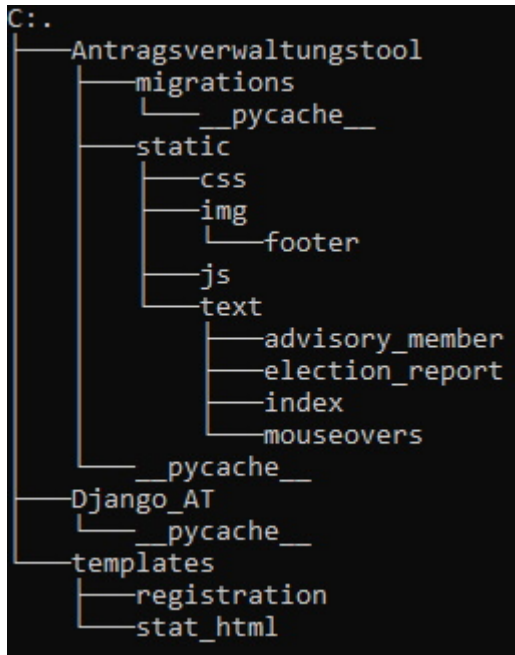 C:.
├───Antragsverwaltungstool
│   ├───migrations
│   │   └───__pycache__
│   ├───static
│   │   ├───css
│   │   ├───img
│   │   │   └───footer
│   │   ├───js
│   │   └───text
│   │       ├───advisory_member
│   │       ├───election_report
│   │       ├───index
│   │       └───mouseovers
│   └───__pycache__
├───Django_AT
│   └───__pycache__
└───templates
    ├───registration
    └───stat_html